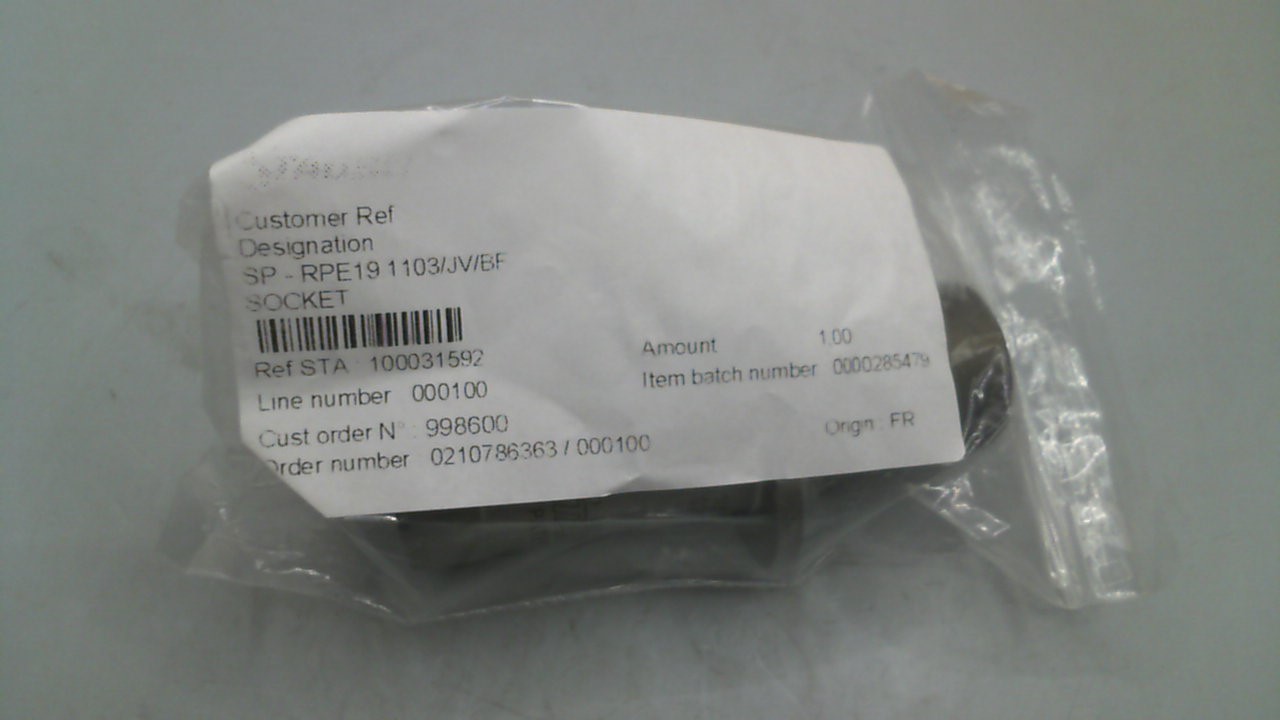 Customer Ref
Designation
SP - RPE19 1103/JV/BF
SOCKET
Ref STA : 100031592
Line number 000100
Cust order N° : 998600
Order number 0210786363 / 000100
Amount 1,00
Item batch number 0000285479
Origin : FR